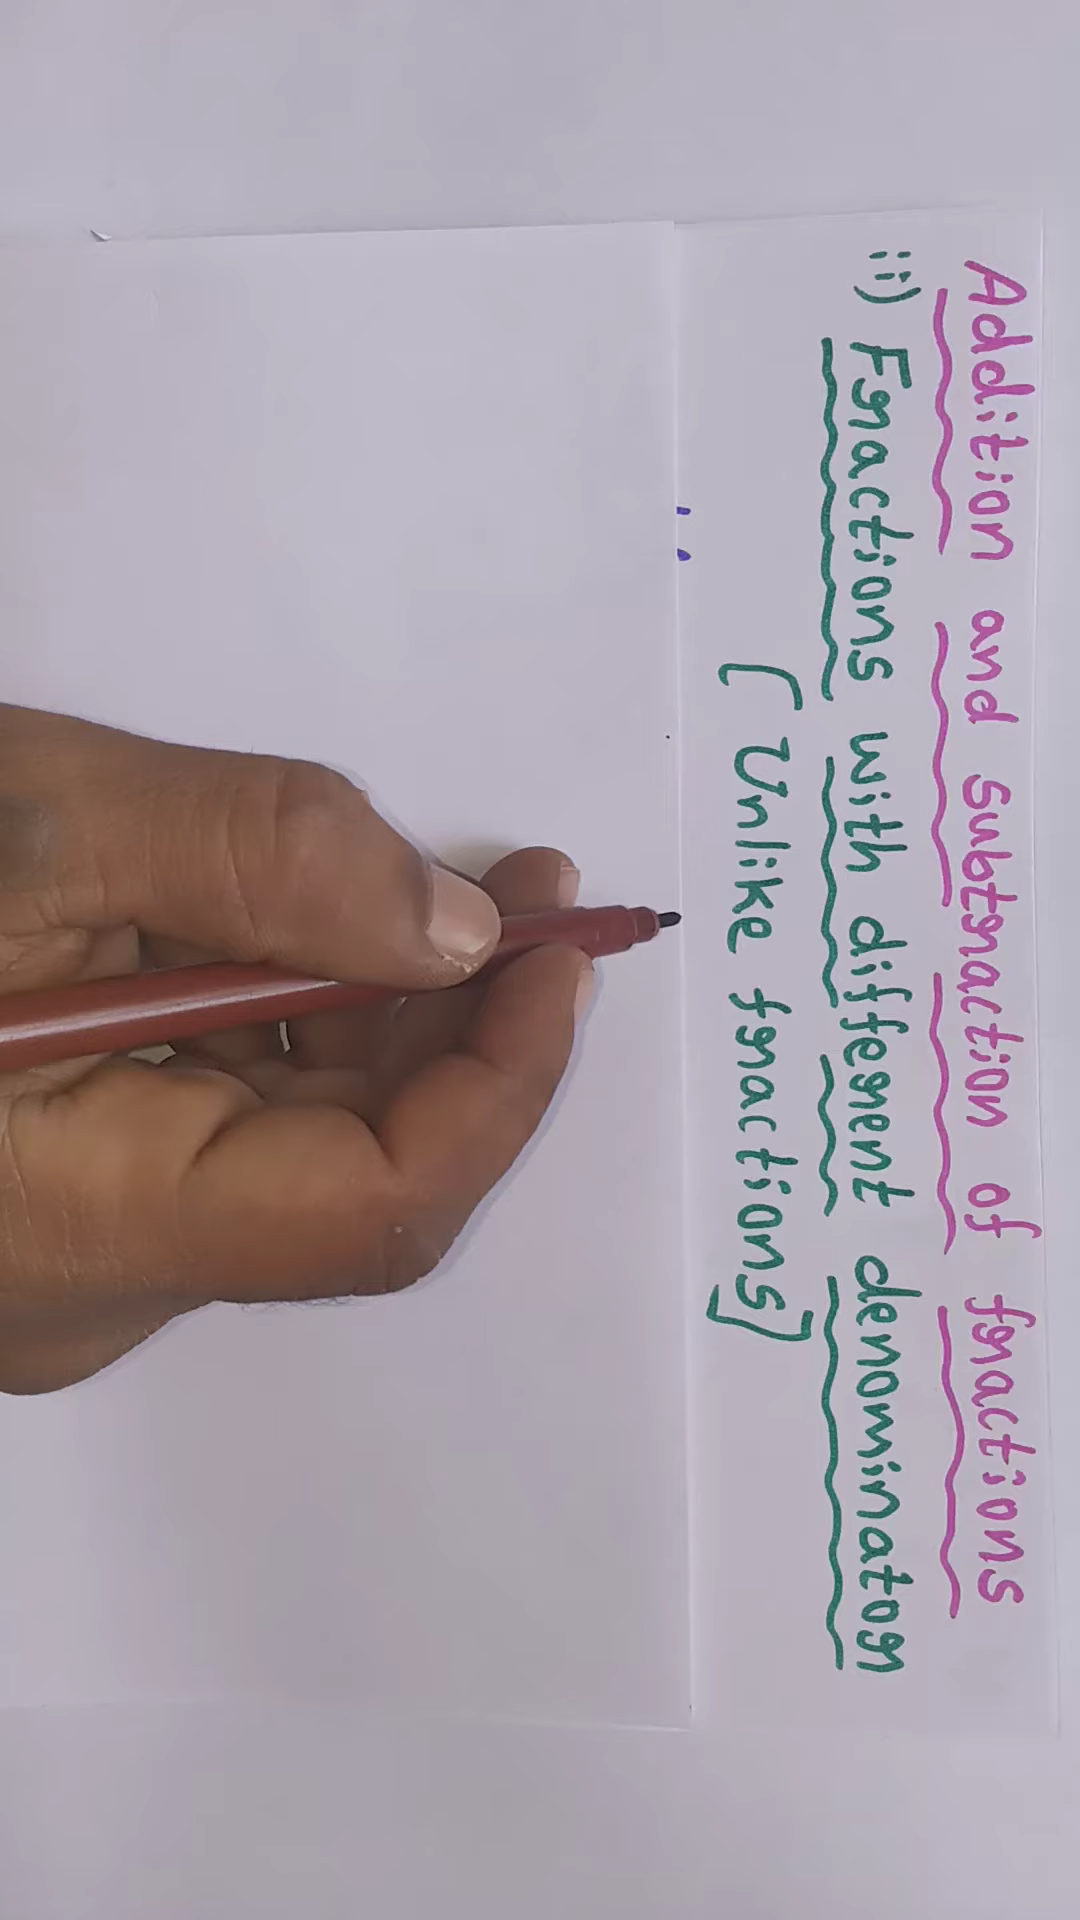 Addition and subtraction of fractions
ii) Fractions with different denominator
[Unlike fractions]